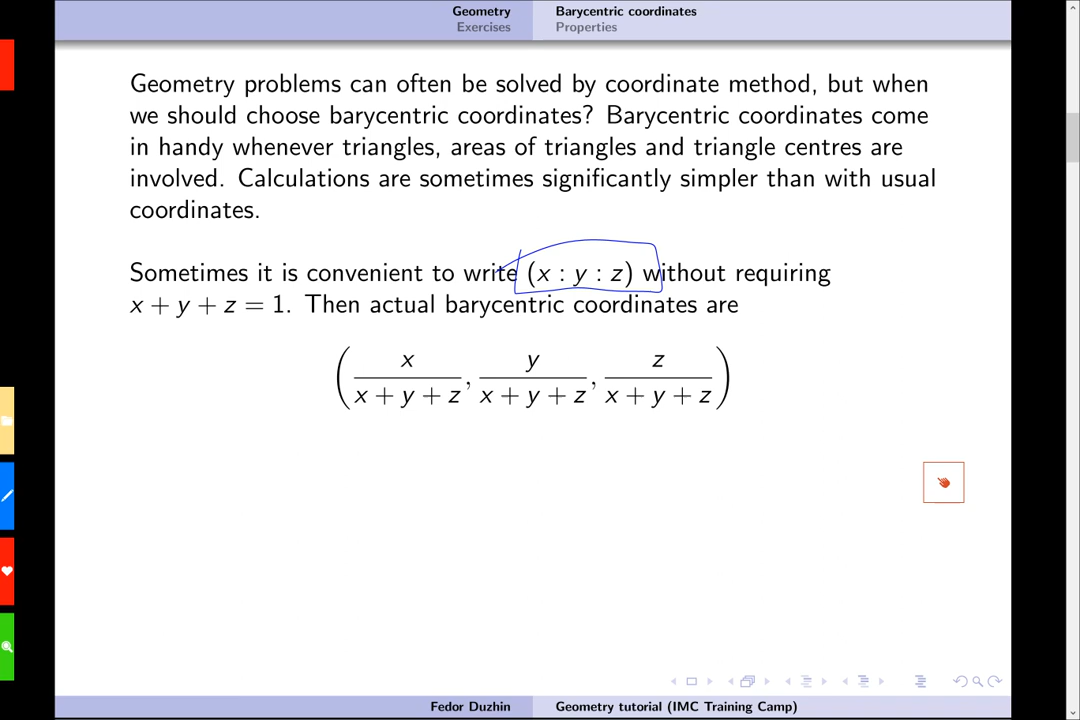 Geometry
Exercises
Barycentric coordinates
Properties
Geometry problems can often be solved by coordinate method, but when
we should choose barycentric coordinates? Barycentric coordinates come
in handy whenever triangles, areas of triangles and triangle centres are
involved. Calculations are sometimes significantly simpler than with usual
coordinates.
Sometimes it is convenient to write (x : y : z) without requiring
x + y + z = 1. Then actual barycentric coordinates are
(x/(x + y + z), y/(x + y + z), z/(x + y + z))
Fedor Duzhin
Geometry tutorial (IMC Training Camp)